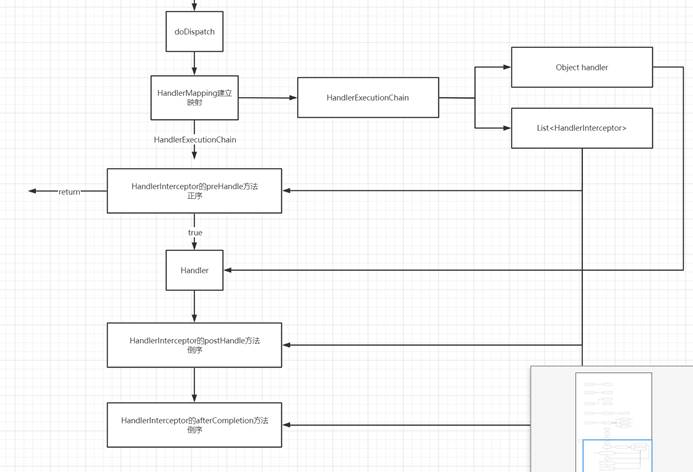 doDispatch
HandlerMapping建立
映射
HandlerExecutionChain
Object handler
List<HandlerInterceptor>
HandlerExecutionChain
HandlerInterceptor的preHandle方法
正序
return
true
Handler
HandlerInterceptor的postHandle方法
倒序
HandlerInterceptor的afterCompletion方法
倒序